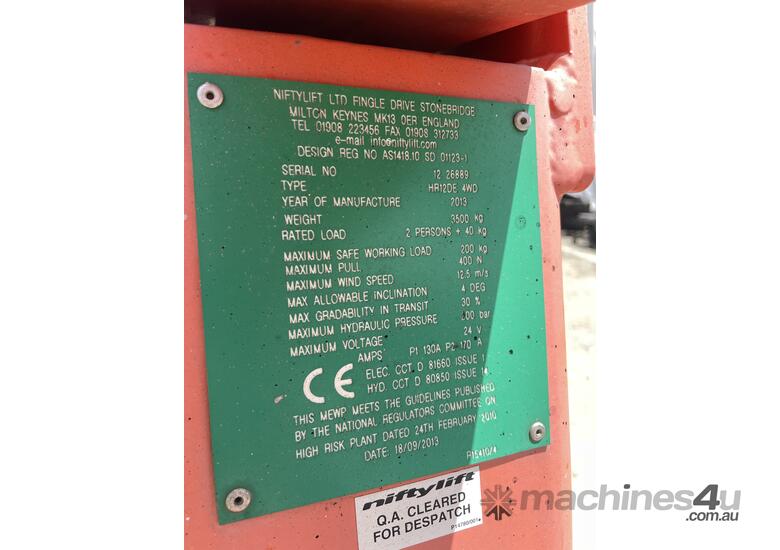 NIFTYLIFT LTD FINGLE DRIVE STONEBRIDGE
MILTON KEYNES MK13 0ER ENGLAND
TEL 01908 223456 FAX 01908 312733
e-mail info@niftylift.com
DESIGN REG NO AS1418.10 SD 01123-1
SERIAL NO 12 26889
TYPE HR12DE 4WD
YEAR OF MANUFACTURE 2013
WEIGHT 3500 kg
RATED LOAD 2 PERSONS + 40 kg
MAXIMUM SAFE WORKING LOAD 200 kg
MAXIMUM PULL 400 N
MAXIMUM WIND SPEED 12.5 m/s
MAX ALLOWABLE INCLINATION 4 DEG
MAX GRADABILITY IN TRANSIT 30 %
MAXIMUM HYDRAULIC PRESSURE bar
MAXIMUM VOLTAGE 24 V
AMPS P1 130A P2 170 A
CE
ELEC. CCT D 81660 ISSUE 1
HYD. CCT D 80850 ISSUE 14
THIS MEWP MEETS THE GUIDELINES PUBLISHED
BY THE NATIONAL REGULATORS COMMITTEE ON
HIGH RISK PLANT DATED 24TH FEBRUARY 2010
DATE: 18/09/2013
P15410/4
niftylift
Q.A. CLEARED
FOR DESPATCH
P14780/001
machines4u
.com.au